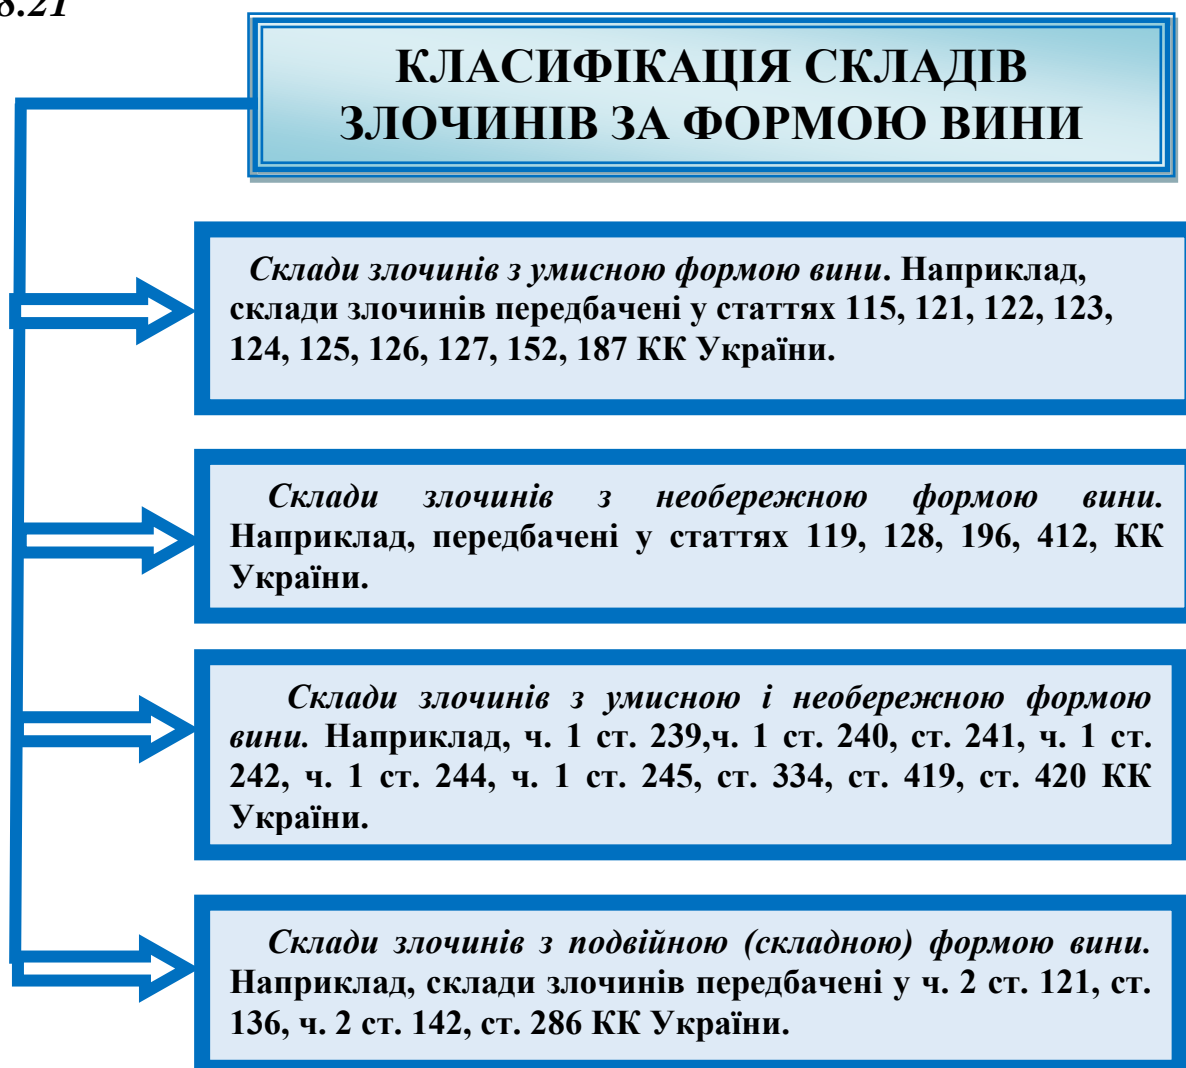 8.21
КЛАСИФІКАЦІЯ СКЛАДІВ
ЗЛОЧИНІВ ЗА ФОРМОЮ ВИНИ
Склади злочинів з умисною формою вини. Наприклад,
склади злочинів передбачені у статтях 115, 121, 122, 123,
124, 125, 126, 127, 152, 187 КК України.
Склади злочинів з необережною формою вини.
Наприклад, передбачені у статтях 119, 128, 196, 412, КК
України.
Склади злочинів з умисною і необережною формою
вини. Наприклад, ч. 1 ст. 239,ч. 1 ст. 240, ст. 241, ч. 1 ст.
242, ч. 1 ст. 244, ч. 1 ст. 245, ст. 334, ст. 419, ст. 420 КК
України.
Склади злочинів з подвійною (складною) формою вини.
Наприклад, склади злочинів передбачені у ч. 2 ст. 121, ст.
136, ч. 2 ст. 142, ст. 286 КК України.